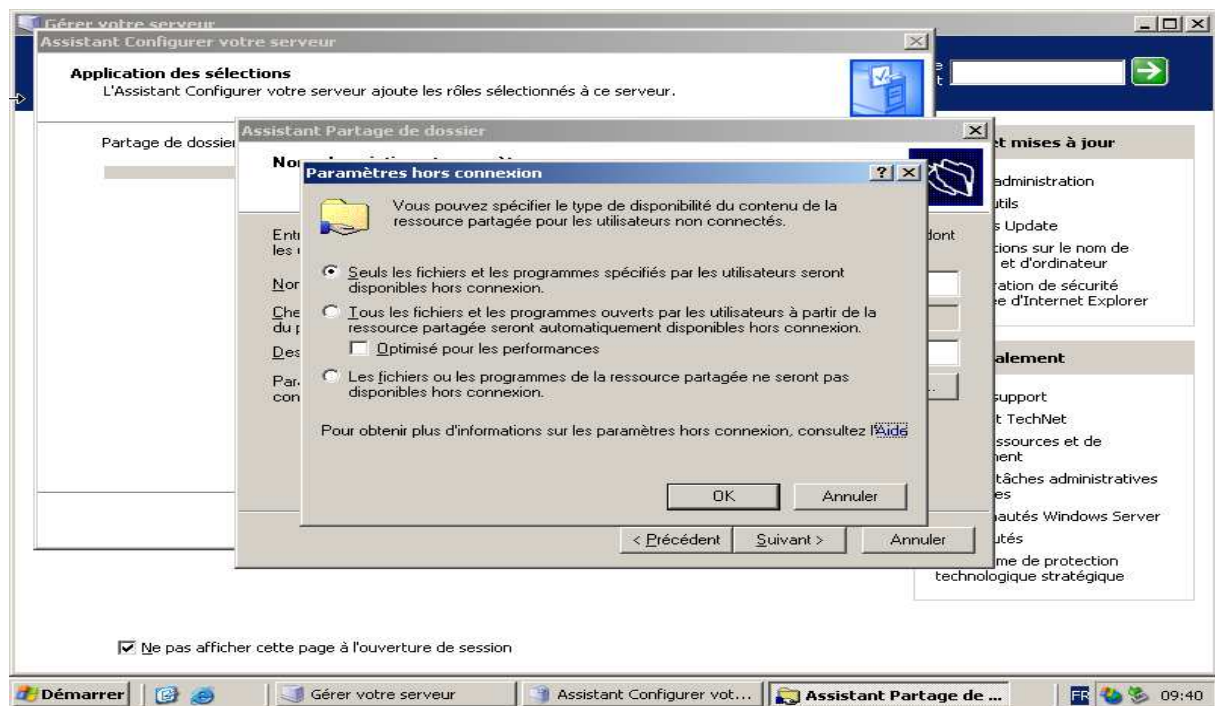 Gérer votre serveur
Assistant Configurer votre serveur
Application des sélections
L'Assistant Configurer votre serveur ajoute les rôles sélectionnés à ce serveur.
Partage de dossier
Assistant Partage de dossier
Paramètres hors connexion
Vous pouvez spécifier le type de disponibilité du contenu de la
ressource partagée pour les utilisateurs non connectés.
Seuls les fichiers et les programmes spécifiés par les utilisateurs seront
disponibles hors connexion.
Tous les fichiers et les programmes ouverts par les utilisateurs à partir de la
ressource partagée seront automatiquement disponibles hors connexion.
Optimisé pour les performances
Les fichiers ou les programmes de la ressource partagée ne seront pas
disponibles hors connexion.
Pour obtenir plus d'informations sur les paramètres hors connexion, consultez l'Aide
OK
Annuler
les
du
dont
< Précédent
Suivant >
Annuler
et mises à jour
administration
Update
sur le nom de
et d'ordinateur
de sécurité
d'Internet Explorer
support
TechNet
et de
tâches administratives
Windows Server
de protection
technologique stratégique
Ne pas afficher cette page à l'ouverture de session
Démarrer
Gérer votre serveur
Assistant Configurer vot...
Assistant Partage de ...
FR
09:40